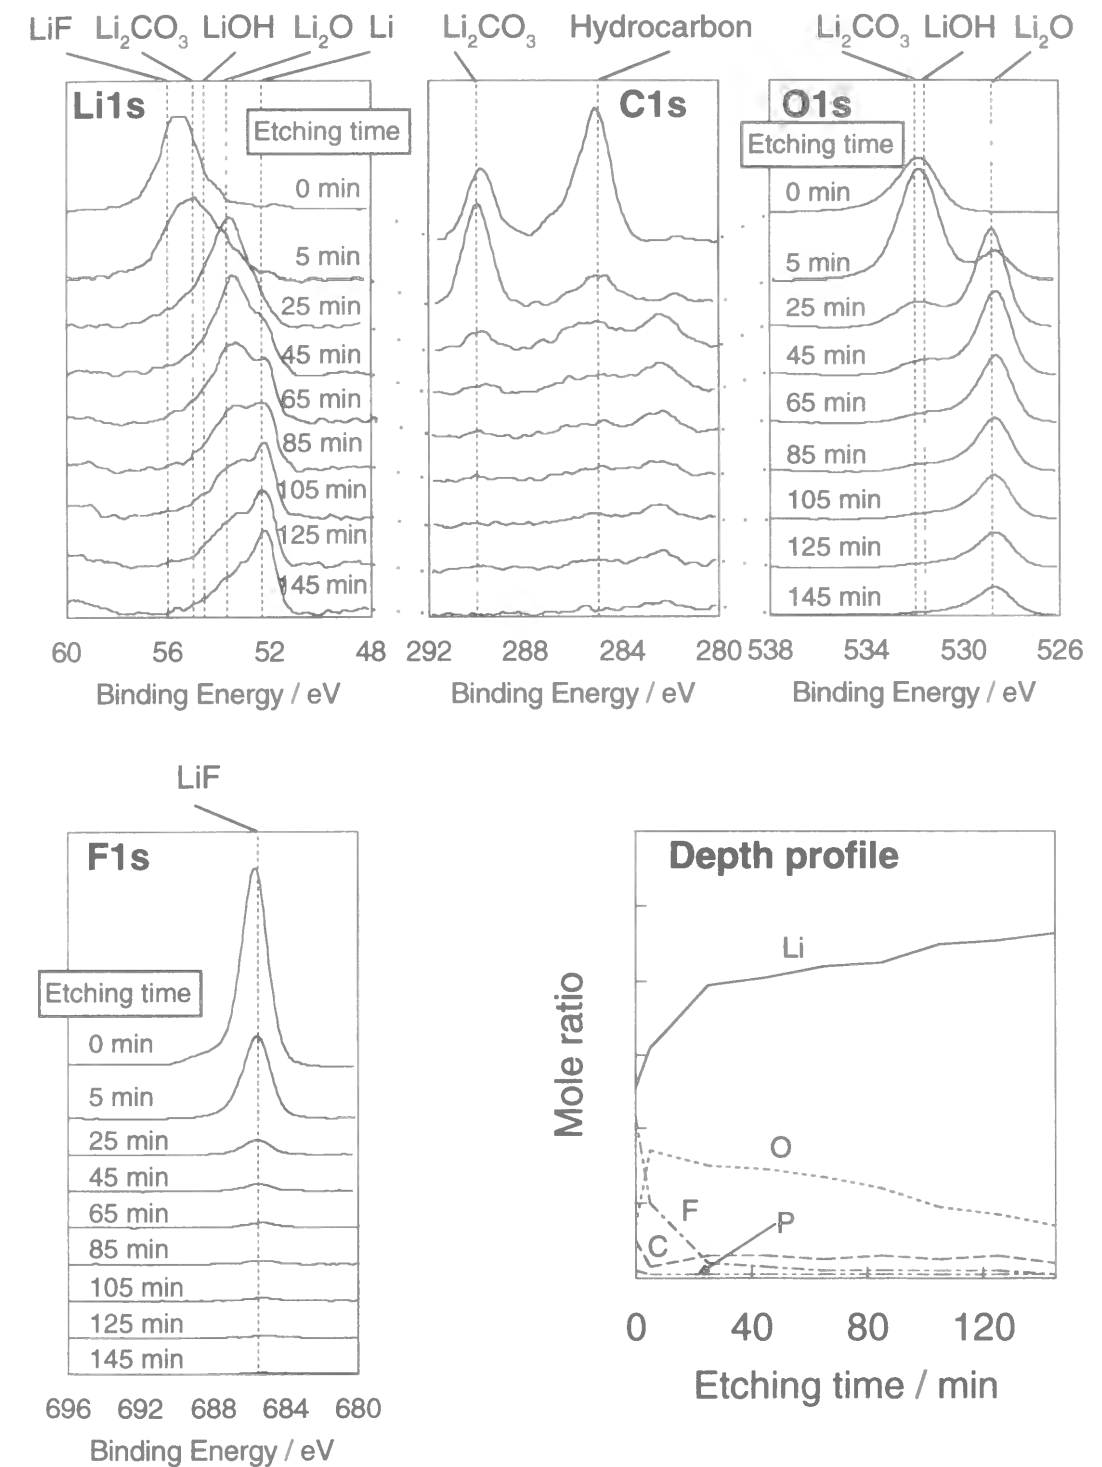 LiF Li2CO3 LiOH Li2O Li
Li2CO3 Hydrocarbon
Li2CO3 LiOH Li2O
Li1s
Etching time
0 min
5 min
25 min
45 min
65 min
85 min
105 min
125 min
145 min
60 56 52 48
Binding Energy / eV
C1s
292 288 284 280
Binding Energy / eV
O1s
Etching time
0 min
5 min
25 min
45 min
65 min
85 min
105 min
125 min
145 min
538 534 530 526
Binding Energy / eV
LiF
F1s
Etching time
0 min
5 min
25 min
45 min
65 min
85 min
105 min
125 min
145 min
696 692 688 684 680
Binding Energy / eV
Depth profile
Mole ratio
Li
O
F
P
C
0 40 80 120
Etching time / min